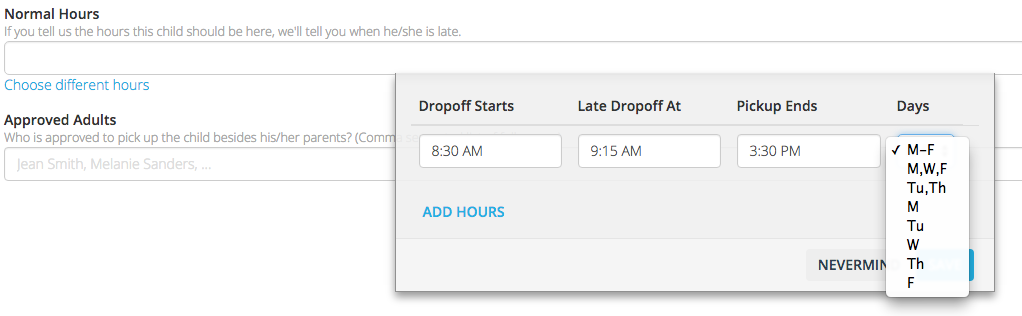 Normal Hours
If you tell us the hours this child should be here, we'll tell you when he/she is late.
Choose different hours
Approved Adults
Who is approved to pick up the child besides his/her parents? (Comma se
Jean Smith, Melanie Sanders, ...
Dropoff Starts Late Dropoff At Pickup Ends Days
8:30 AM 9:15 AM 3:30 PM
✓ M–F
M,W,F
Tu,Th
M
Tu
W
Th
F
ADD HOURS
NEVERMIN